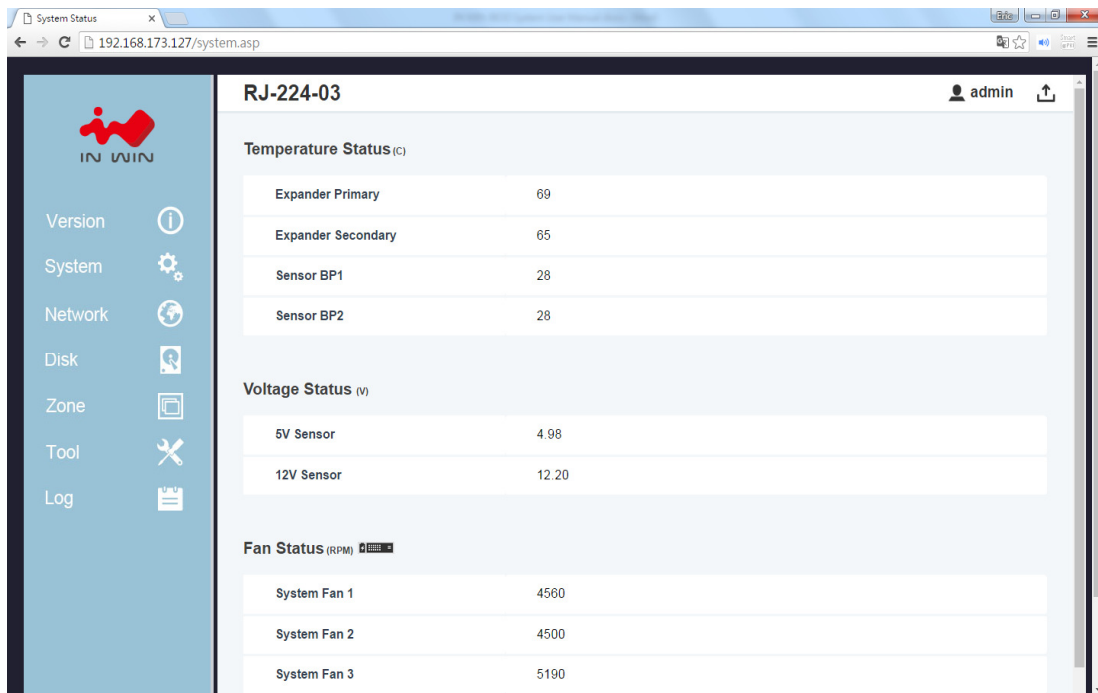 System Status
Eric
192.168.173.127/system.asp
RJ-224-03
admin
IN WIN
Version
System
Network
Disk
Zone
Tool
Log
Temperature Status (C)
Expander Primary 69
Expander Secondary 65
Sensor BP1 28
Sensor BP2 28
Voltage Status (V)
5V Sensor 4.98
12V Sensor 12.20
Fan Status (RPM)
System Fan 1 4560
System Fan 2 4500
System Fan 3 5190